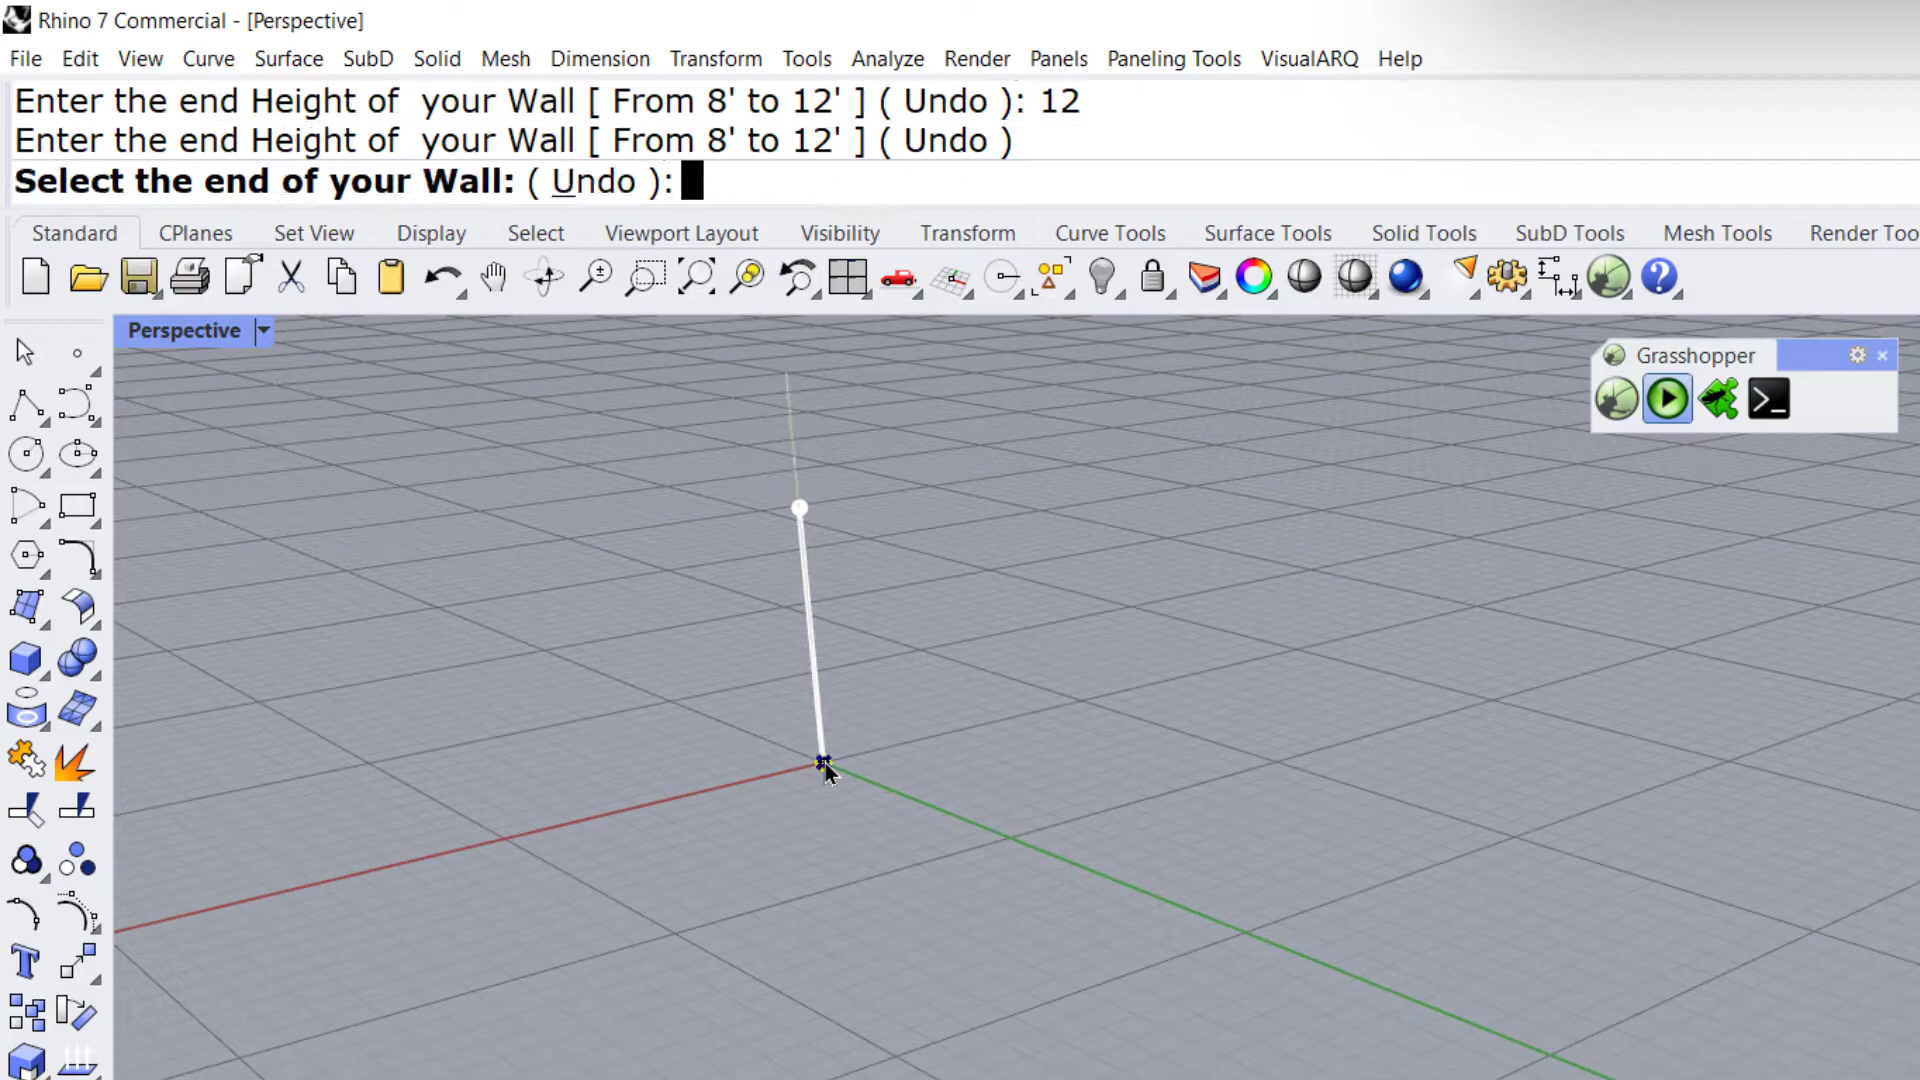 Rhino 7 Commercial - [Perspective]
File Edit View Curve Surface SubD Solid Mesh Dimension Transform Tools Analyze Render Panels Paneling Tools VisualARQ Help
Enter the end Height of  your Wall [ From 8' to 12' ] ( Undo ): 12
Enter the end Height of  your Wall [ From 8' to 12' ] ( Undo )
Select the end of your Wall: ( Undo ):
Standard CPlanes Set View Display Select Viewport Layout Visibility Transform Curve Tools Surface Tools Solid Tools SubD Tools Mesh Tools Render Too
Perspective
Grasshopper